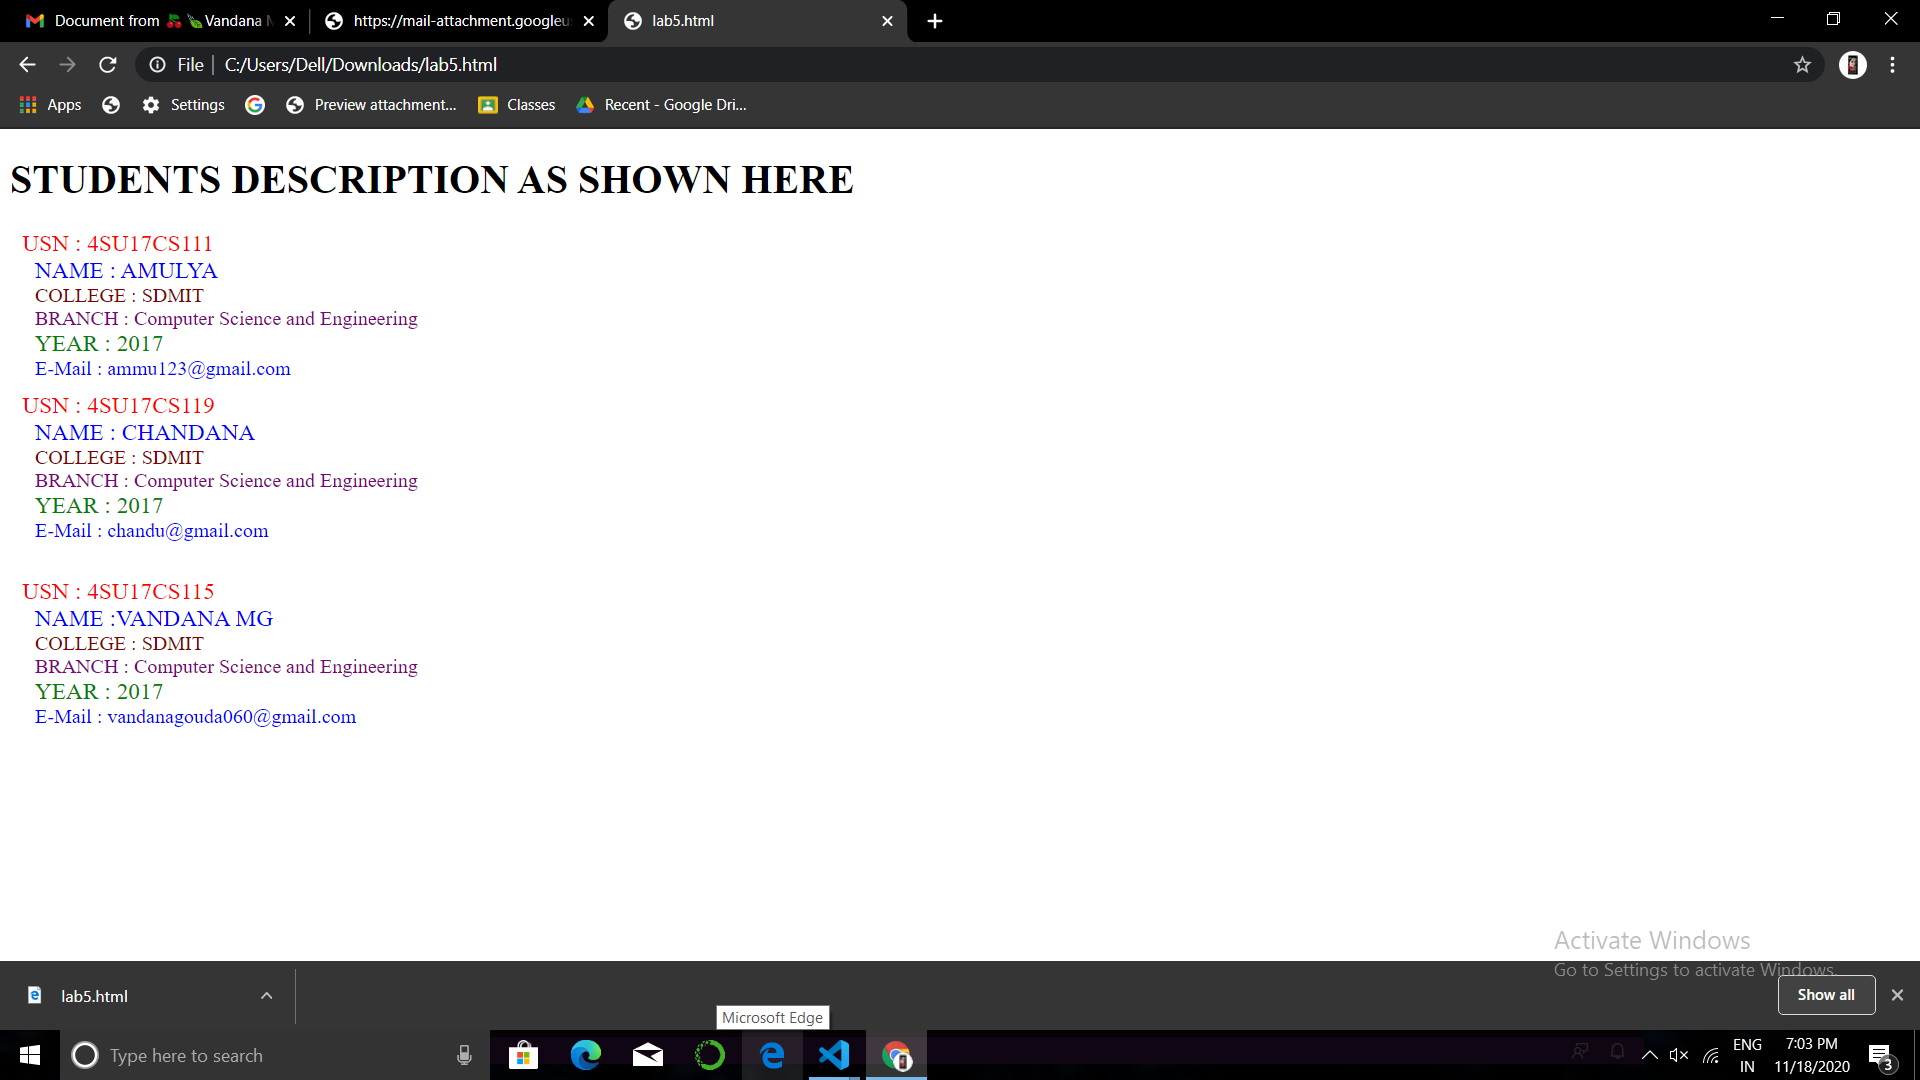 Document from 🍒 🍃Vandana M
https://mail-attachment.googleu
lab5.html
File
C:/Users/Dell/Downloads/lab5.html
Apps
Settings
Preview attachment...
Classes
Recent - Google Dri...
STUDENTS DESCRIPTION AS SHOWN HERE
USN : 4SU17CS111
NAME : AMULYA
COLLEGE : SDMIT
BRANCH : Computer Science and Engineering
YEAR : 2017
E-Mail : ammu123@gmail.com
USN : 4SU17CS119
NAME : CHANDANA
COLLEGE : SDMIT
BRANCH : Computer Science and Engineering
YEAR : 2017
E-Mail : chandu@gmail.com
USN : 4SU17CS115
NAME :VANDANA MG
COLLEGE : SDMIT
BRANCH : Computer Science and Engineering
YEAR : 2017
E-Mail : vandanagouda060@gmail.com
Activate Windows
Go to Settings to activate Windows.
lab5.html
Show all
Microsoft Edge
Type here to search
ENG
IN
7:03 PM
11/18/2020
3